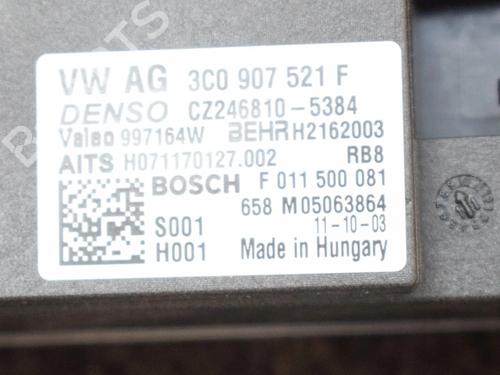 VW AG 3C0 907 521 F
DENSO CZ246810-5384
Valeo 997164W BEHR H2162003
AITS H071170127.002 RB8
BOSCH F 011 500 081
658 M05063864
S001 11-10-03
H001 Made in Hungary